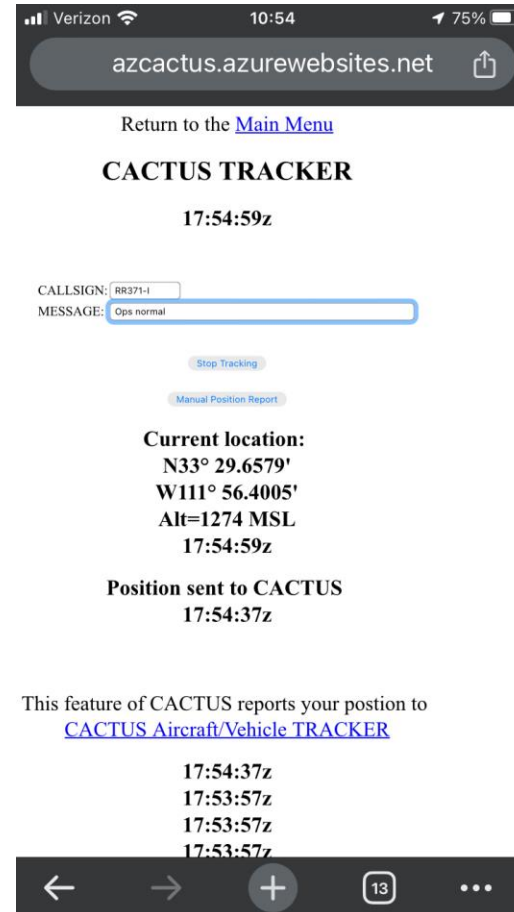 Verizon 10:54 75%
azcactus.azurewebsites.net
Return to the Main Menu
CACTUS TRACKER
17:54:59z
CALLSIGN: RR371-I
MESSAGE: Ops normal
Stop Tracking
Manual Position Report
Current location:
N33° 29.6579'
W111° 56.4005'
Alt=1274 MSL
17:54:59z
Position sent to CACTUS
17:54:37z
This feature of CACTUS reports your postion to
CACTUS Aircraft/Vehicle TRACKER
17:54:37z
17:53:57z
17:53:57z
17:53:57z
13